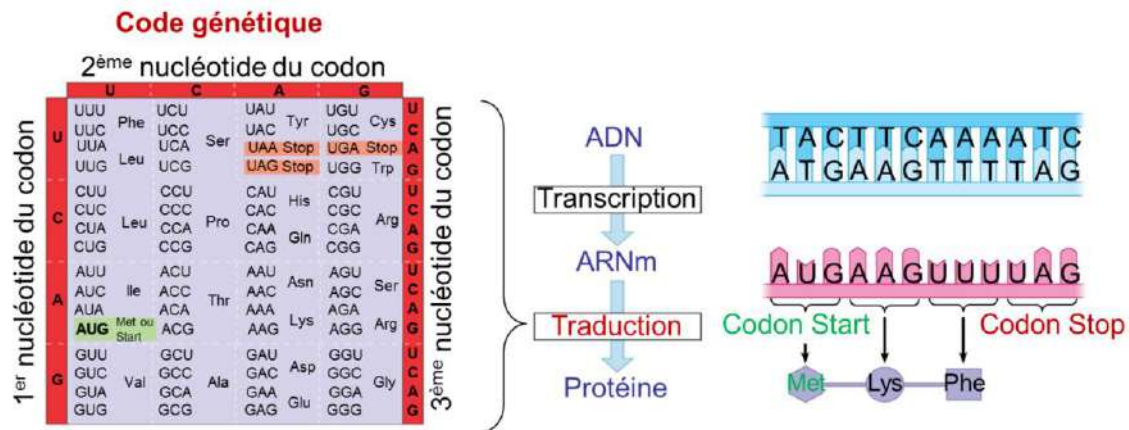 Code génétique
2ème nucléotide du codon
U C A G
1er nucléotide du codon
U
UUU
UUC
Phe
UUA
UUG
Leu
UCU
UCC
UCA
UCG
Ser
UAU
UAC
Tyr
UAA Stop
UAG Stop
UGU
UGC
Cys
UGA Stop
UGG Trp
U
C
A
G
C
CUU
CUC
CUA
CUG
Leu
CCU
CCC
CCA
CCG
Pro
CAU
CAC
His
CAA
CAG
Gln
CGU
CGC
CGA
CGG
Arg
U
C
A
G
A
AUU
AUC
AUA
Ile
AUG Met ou
Start
ACU
ACC
ACA
ACG
Thr
AAU
AAC
Asn
AAA
AAG
Lys
AGU
AGC
Ser
AGA
AGG
Arg
U
C
A
G
G
GUU
GUC
GUA
GUG
Val
GCU
GCC
GCA
GCG
Ala
GAU
GAC
Asp
GAA
GAG
Glu
GGU
GGC
GGA
GGG
Gly
U
C
A
G
3ème nucléotide du codon
ADN
Transcription
ARNm
Traduction
Protéine
TACTTCAAAATC
ATGAAGTTTTAG
AUGAAGUUUUAG
Codon Start Codon Stop
Met Lys Phe